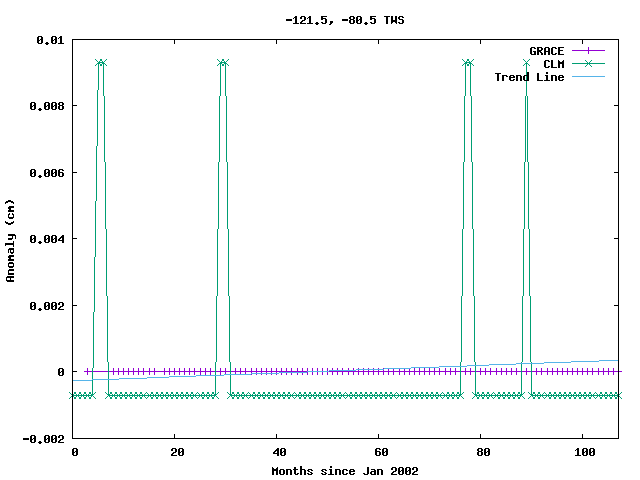 -121.5, -80.5 TWS
GRACE
CLM
Trend Line
0.01
0.008
0.006
0.004
0.002
0
-0.002
Anomaly (cm)
0 20 40 60 80 100
Months since Jan 2002